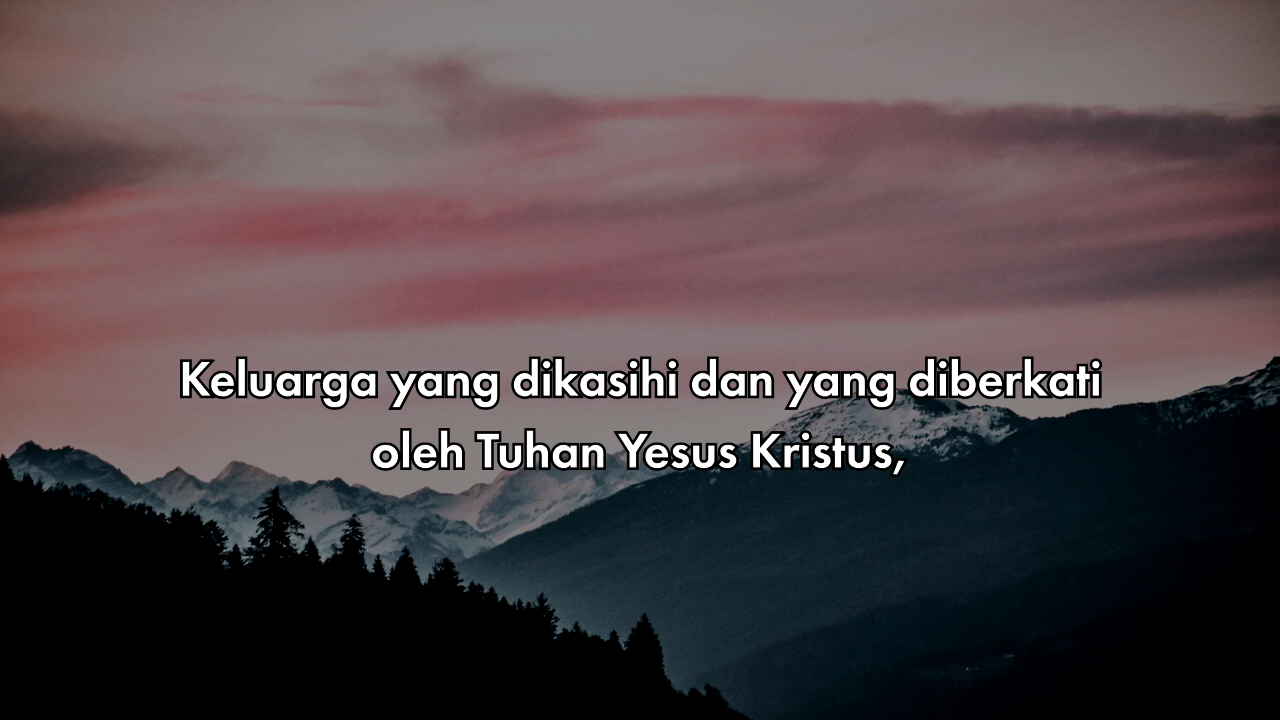 Keluarga yang dikasihi dan yang diberkati
oleh Tuhan Yesus Kristus,